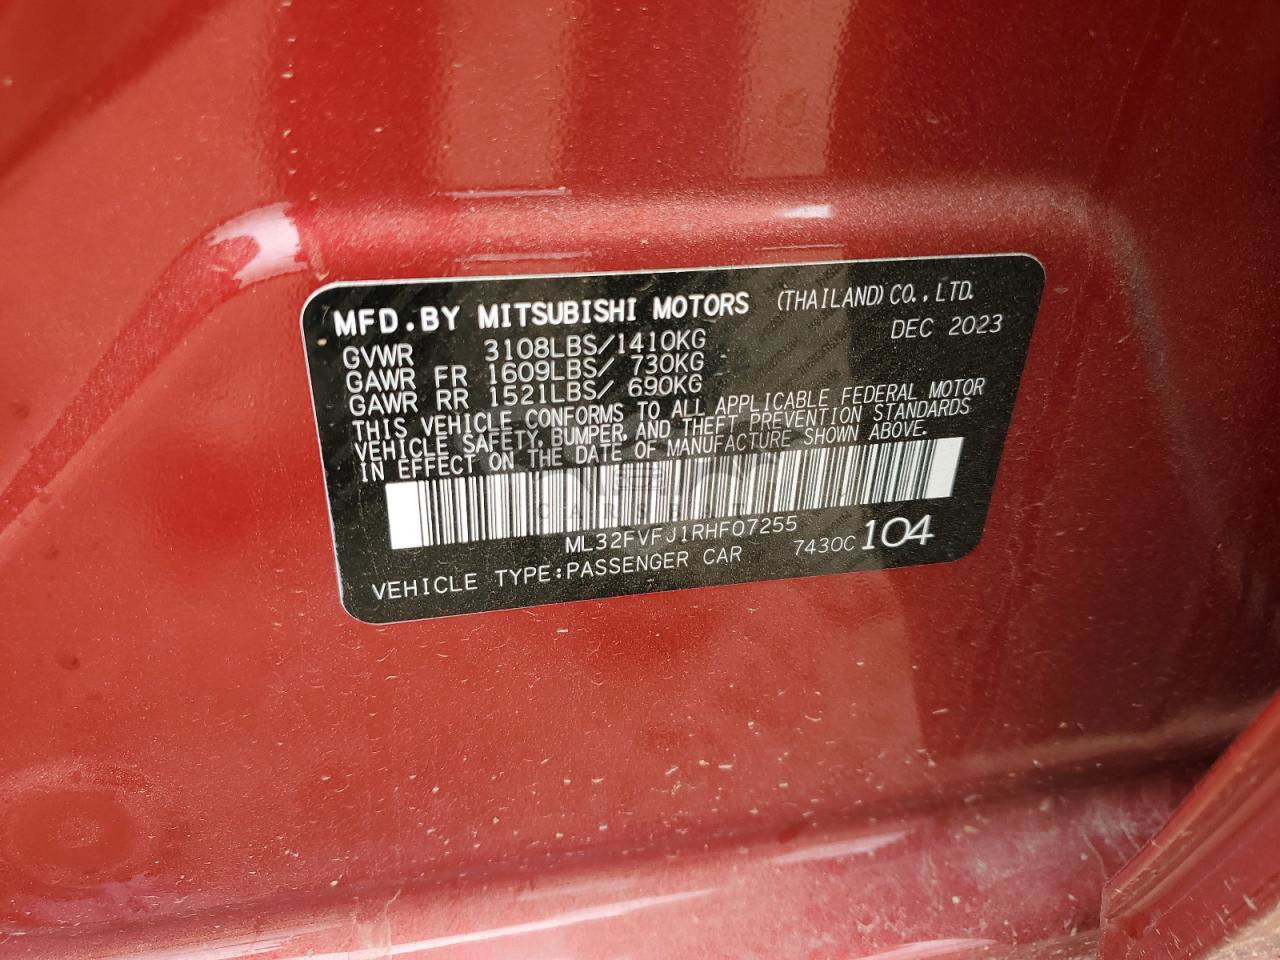 MFD.BY MITSUBISHI MOTORS (THAILAND) CO., LTD.
DEC 2023
GVWR 3108LBS/1410KG
GAWR FR 1609LBS/ 730KG
GAWR RR 1521LBS/ 690KG
THIS VEHICLE CONFORMS TO ALL APPLICABLE FEDERAL MOTOR
VEHICLE SAFETY, BUMPER, AND THEFT PREVENTION STANDARDS
IN EFFECT ON THE DATE OF MANUFACTURE SHOWN ABOVE.
ML32FVFJ1RHF07255
VEHICLE TYPE:PASSENGER CAR 7430C 104